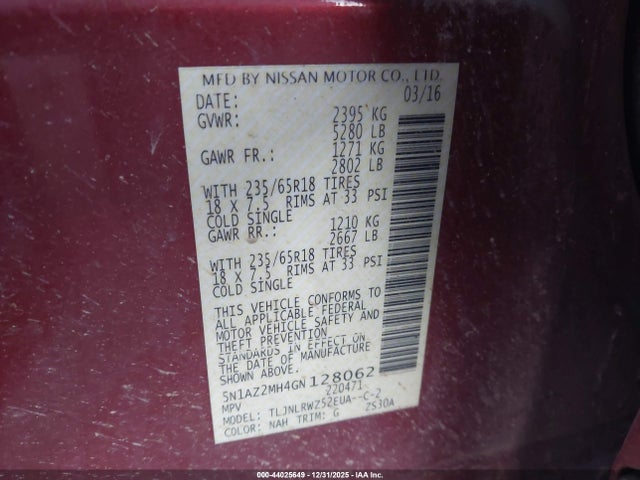 MFD BY NISSAN MOTOR CO., LTD.
DATE: 03/16
GVWR: 2395 KG
5280 LB
GAWR FR.: 1271 KG
2802 LB
WITH 235/65R18 TIRES
18 X 7.5 RIMS AT 33 PSI
COLD SINGLE
GAWR RR.: 1210 KG
2667 LB
WITH 235/65R18 TIRES
18 X 7.5 RIMS AT 33 PSI
COLD SINGLE
THIS VEHICLE CONFORMS TO
ALL APPLICABLE FEDERAL
MOTOR VEHICLE SAFETY AND
THEFT PREVENTION
STANDARDS IN EFFECT ON
THE DATE OF MANUFACTURE
SHOWN ABOVE.
5N1AZ2MH4GN128062
MPV 220471
MODEL: TLJNLRWZ52EUA--C-2
COLOR: NAH TRIM: G ZS30A
000-44025649 - 12/31/2025 - IAA Inc.